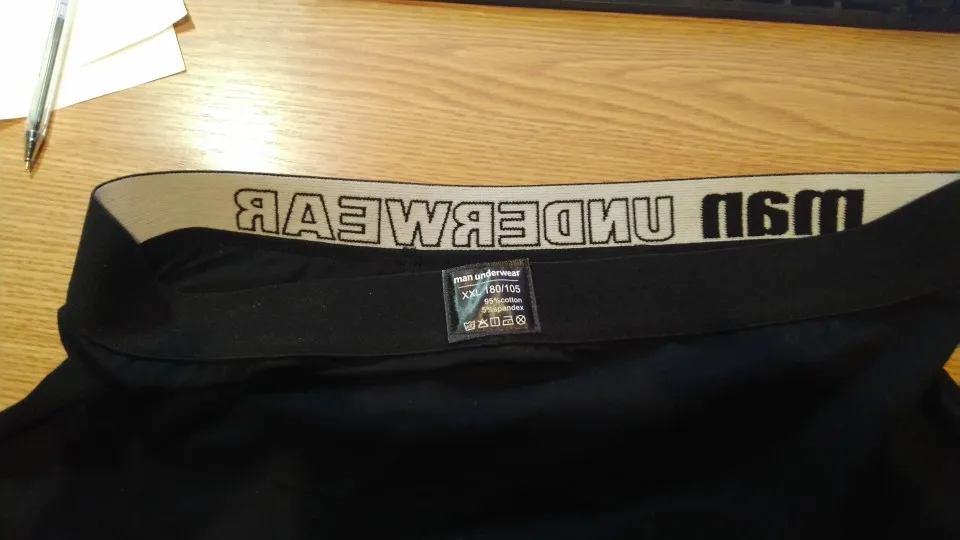 man UNDERWEAR
man underwear
XXL 180/105
95%cotton
5%spandex